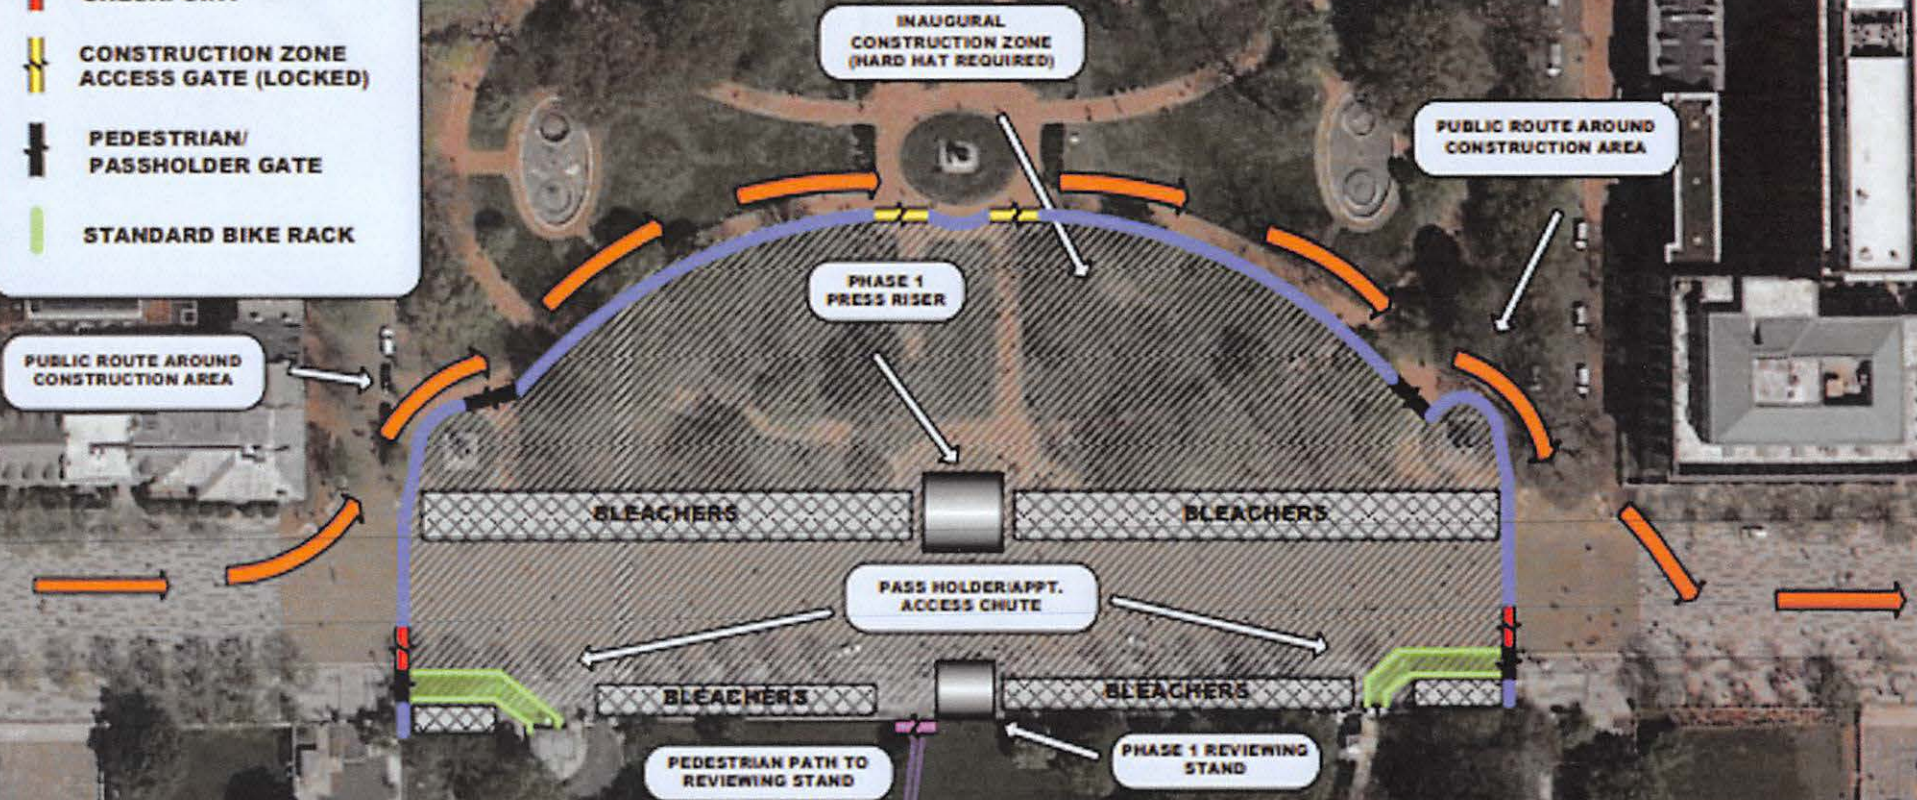 CONSTRUCTION ZONE
ACCESS GATE (LOCKED)
PEDESTRIAN/
PASSHOLDER GATE
STANDARD BIKE RACK
INAUGURAL
CONSTRUCTION ZONE
(HARD HAT REQUIRED)
PUBLIC ROUTE AROUND
CONSTRUCTION AREA
PHASE 1
PRESS RISER
PUBLIC ROUTE AROUND
CONSTRUCTION AREA
BLEACHERS
BLEACHERS
PASS HOLDER/APPT.
ACCESS CHUTE
BLEACHERS
BLEACHERS
PEDESTRIAN PATH TO
REVIEWING STAND
PHASE 1 REVIEWING
STAND